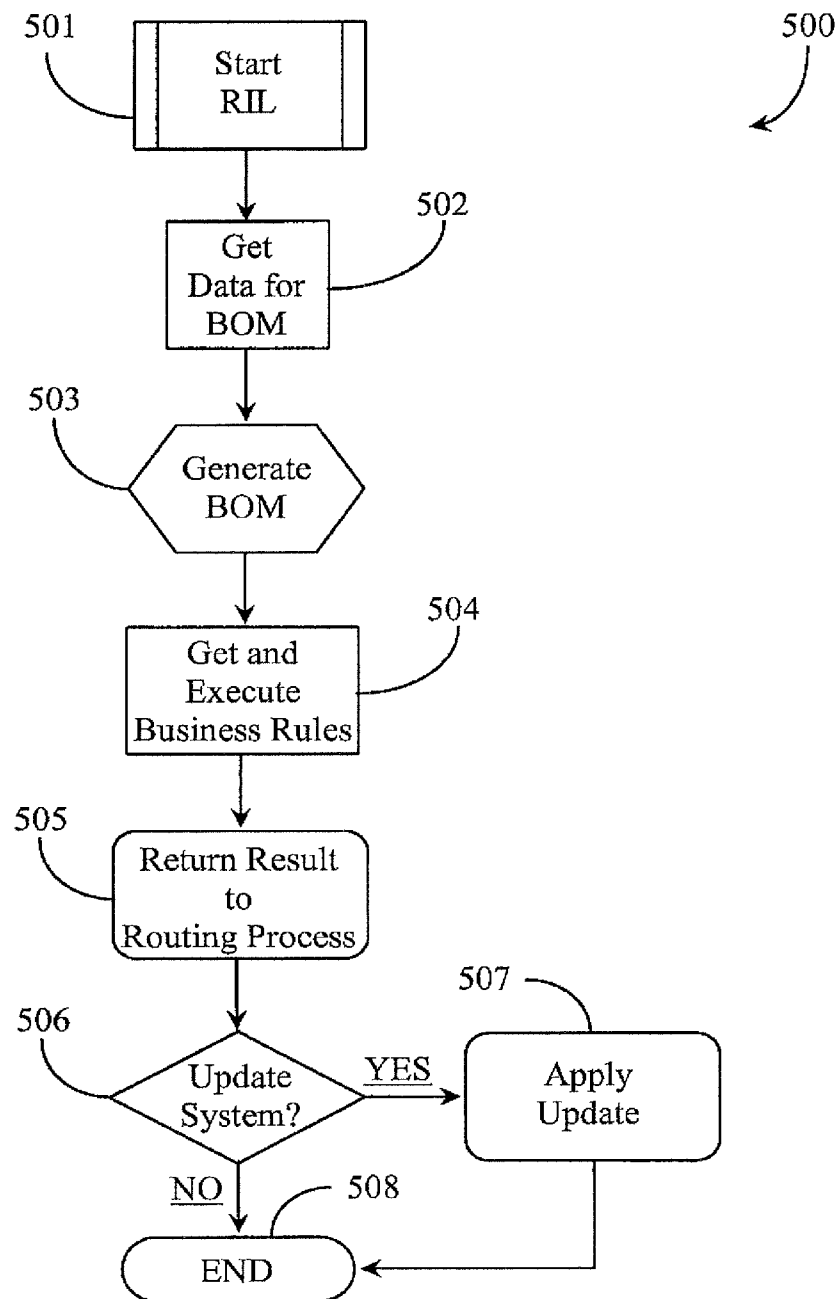 501
Start
RIL
500
502
Get
Data for
BOM
503
Generate
BOM
504
Get and
Execute
Business Rules
505
Return Result
to
Routing Process
506
Update
System?
YES
507
Apply
Update
NO
508
END